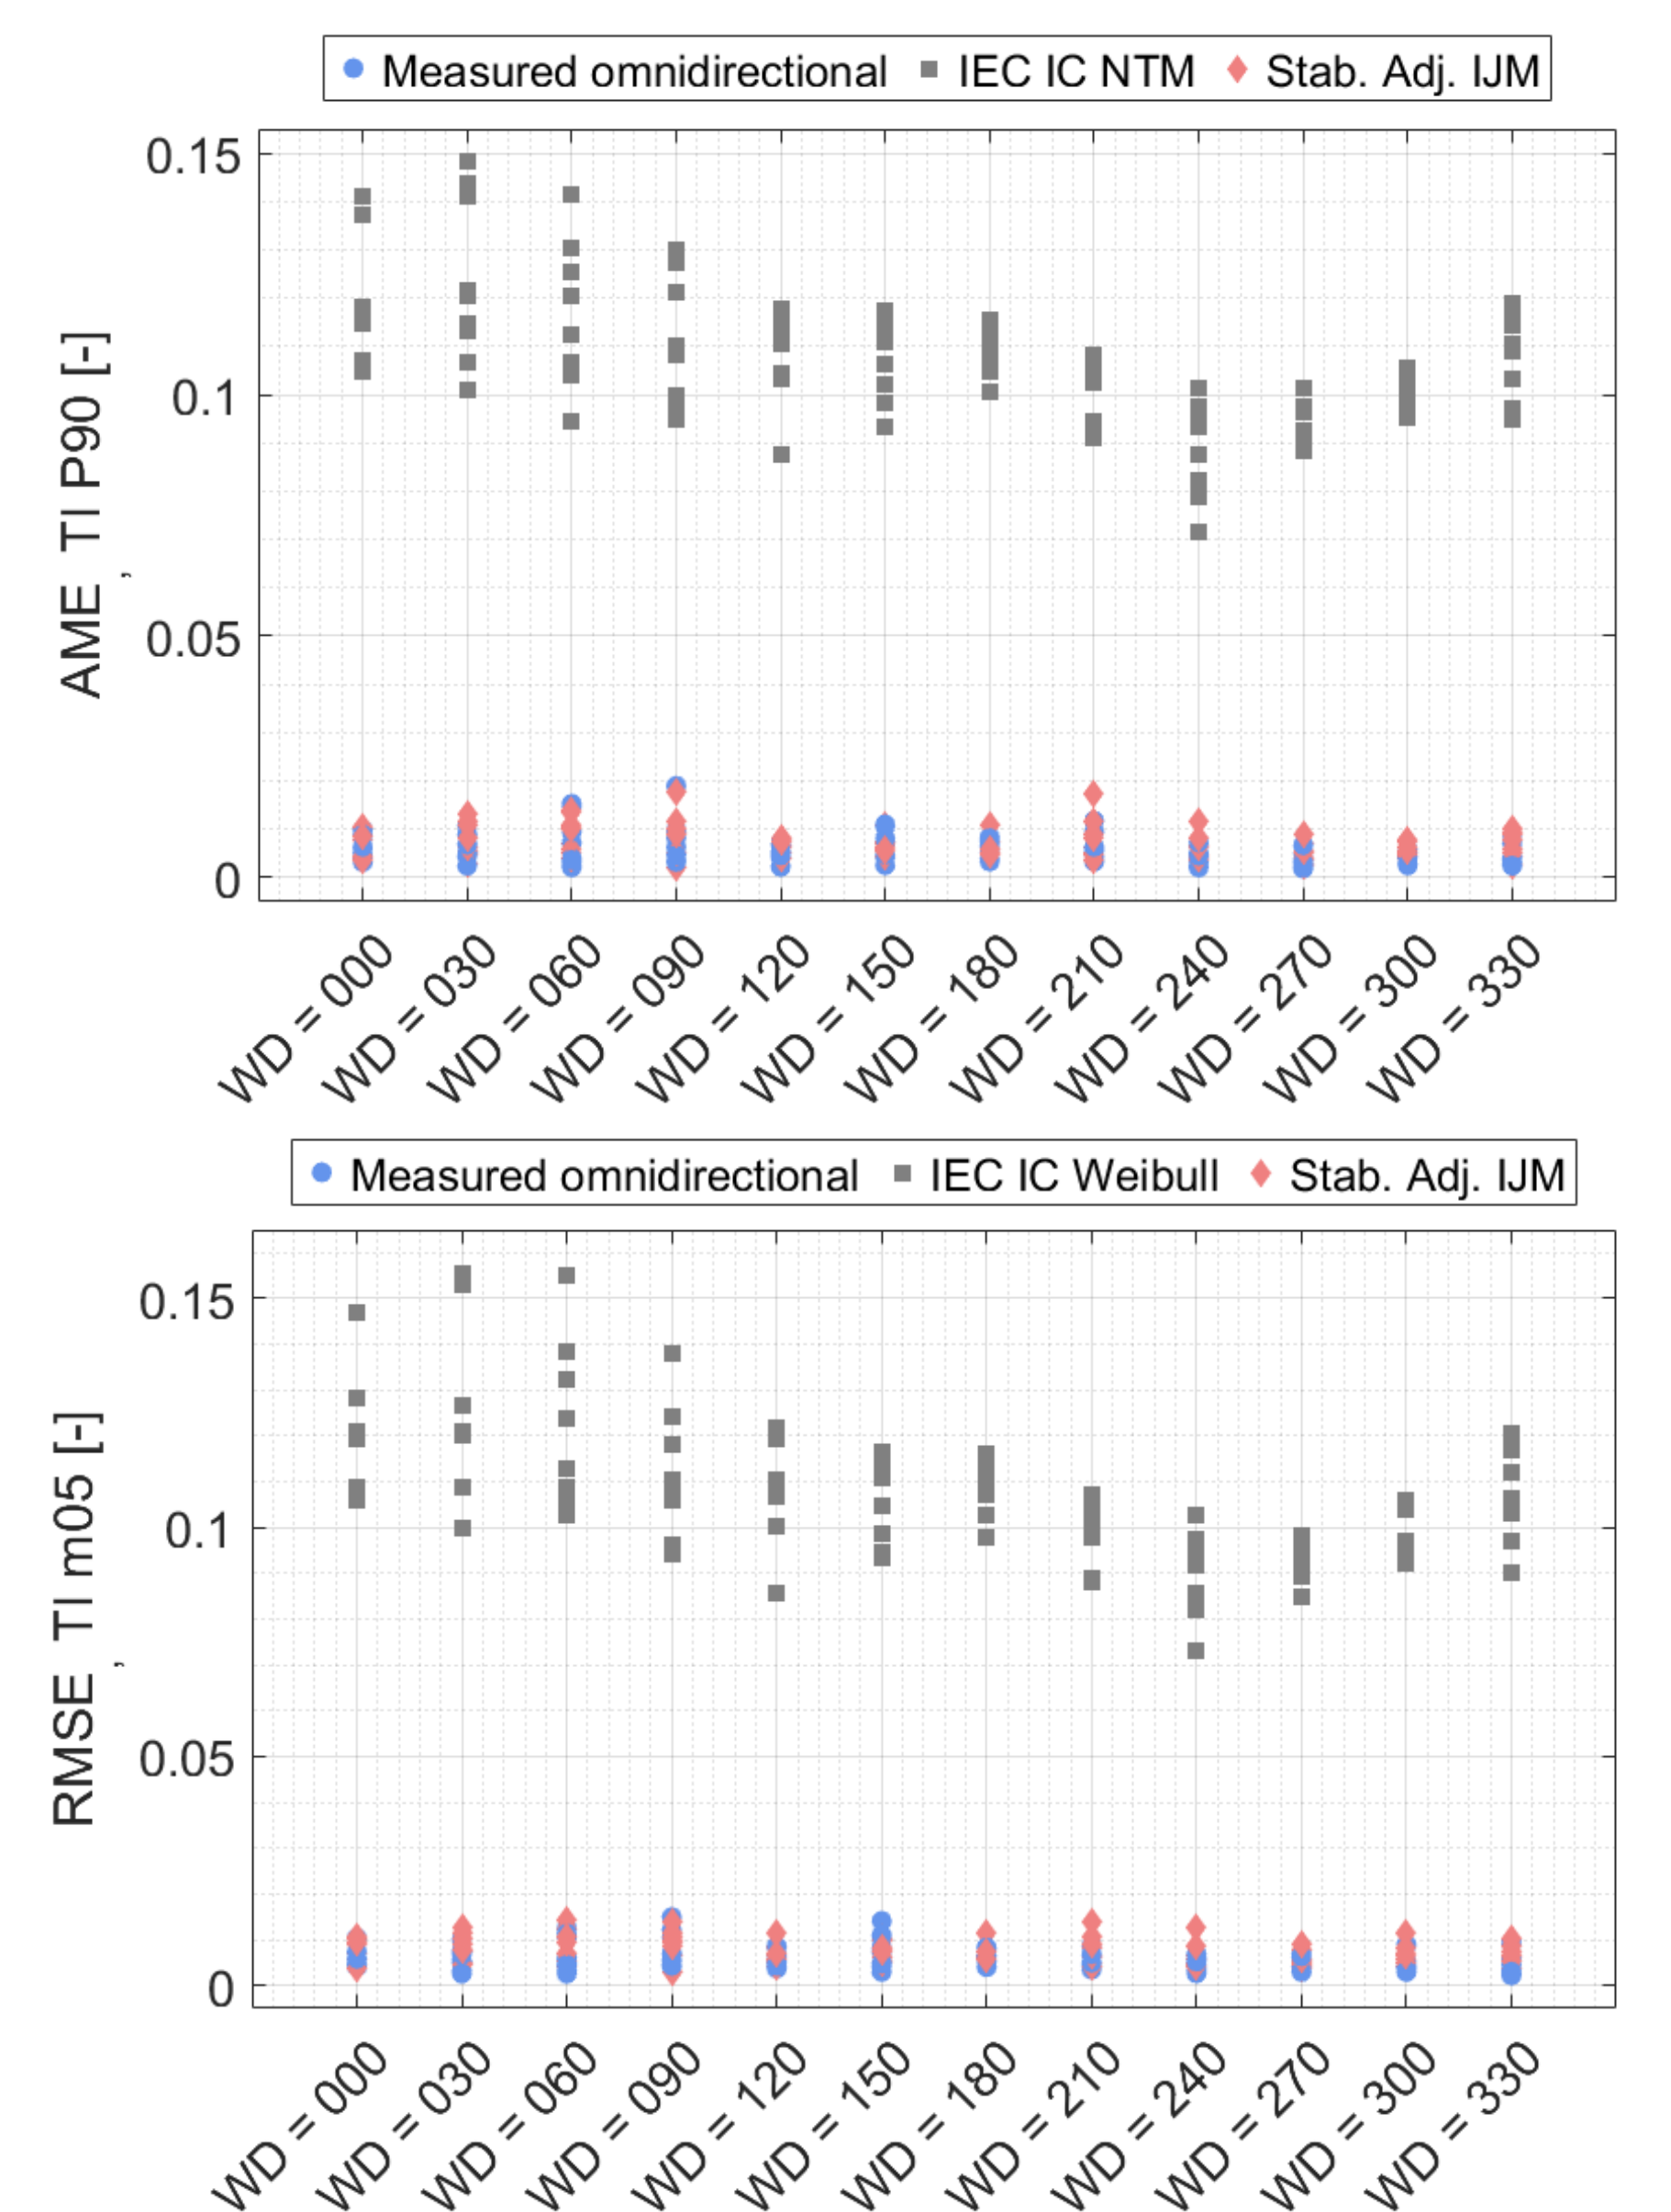 Measured omnidirectional IEC IC NTM Stab. Adj. IJM
AME, TI P90 [-]
0.15
0.1
0.05
0
WD = 000 WD = 030 WD = 060 WD = 090 WD = 120 WD = 150 WD = 180 WD = 210 WD = 240 WD = 270 WD = 300 WD = 330
Measured omnidirectional IEC IC Weibull Stab. Adj. IJM
RMSE, TI m05 [-]
0.15
0.1
0.05
0
WD = 000 WD = 030 WD = 060 WD = 090 WD = 120 WD = 150 WD = 180 WD = 210 WD = 240 WD = 270 WD = 300 WD = 330